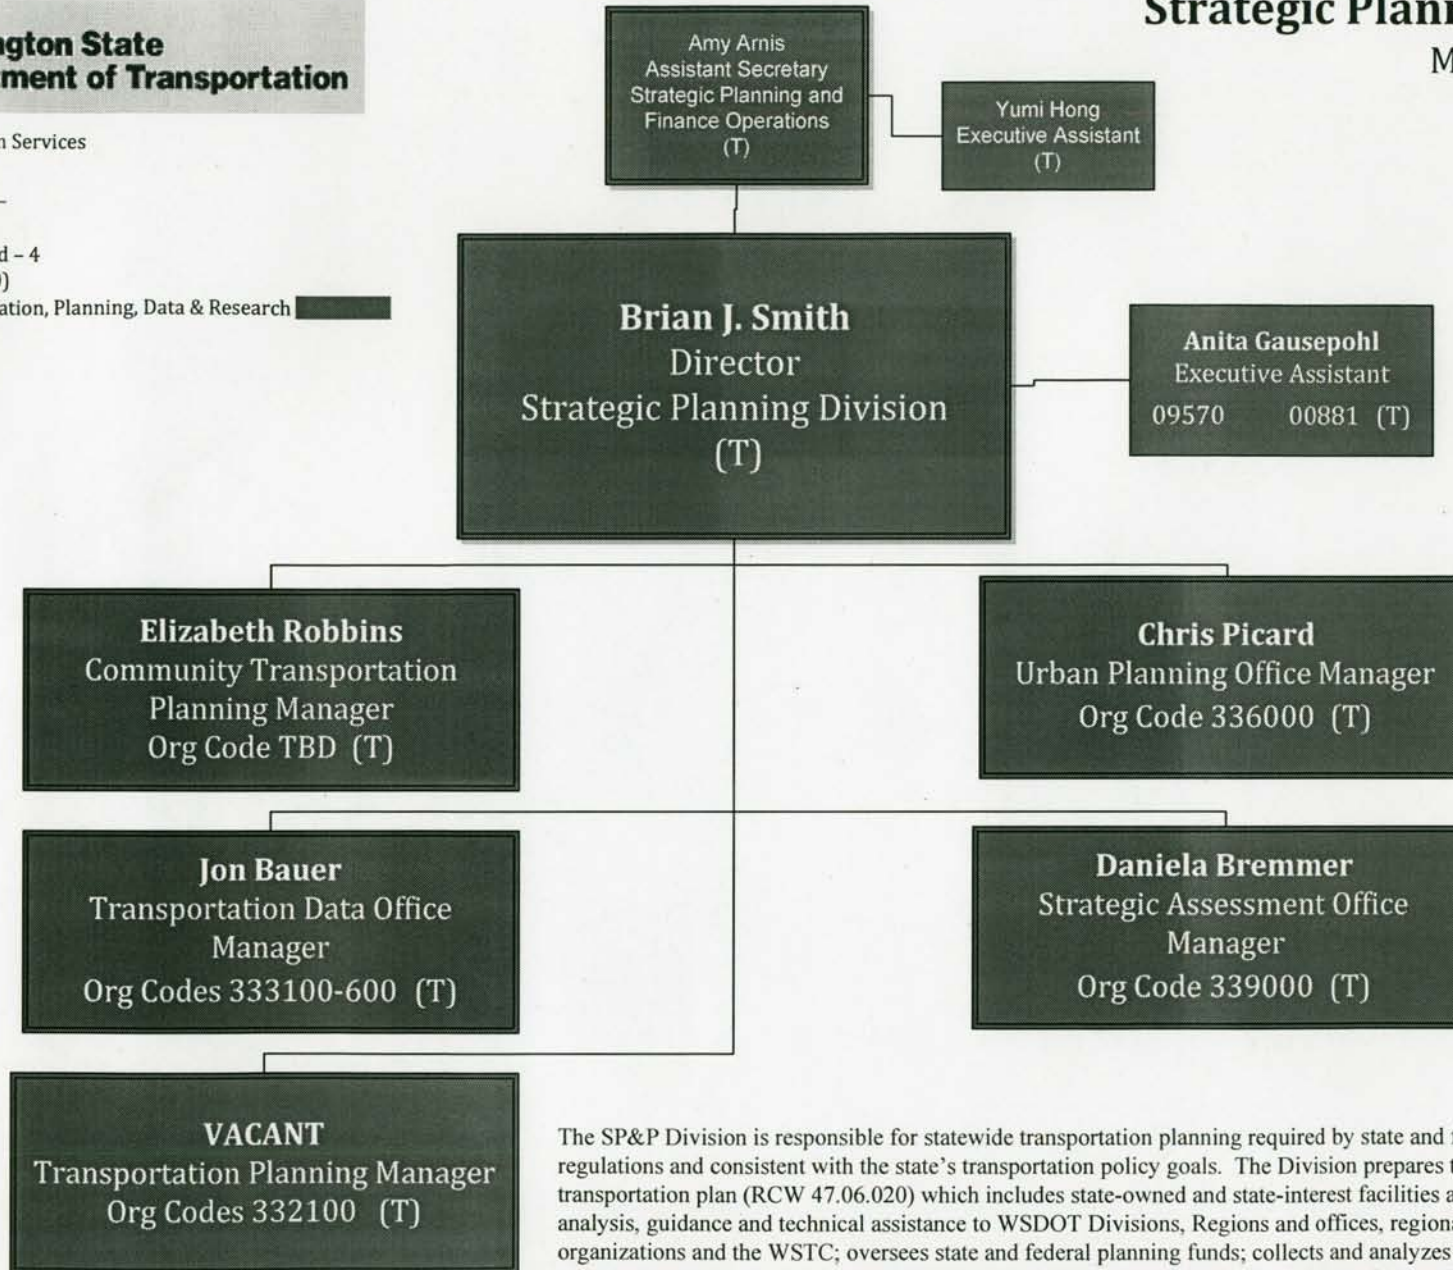 ngton State
ment of Transportation
n Services
–
d – 4
)
ation, Planning, Data & Research
Strategic Plann
M
Amy Arnis
Assistant Secretary
Strategic Planning and
Finance Operations
(T)
Yumi Hong
Executive Assistant
(T)
Brian J. Smith
Director
Strategic Planning Division
(T)
Anita Gausepohl
Executive Assistant
09570 00881 (T)
Elizabeth Robbins
Community Transportation
Planning Manager
Org Code TBD (T)
Chris Picard
Urban Planning Office Manager
Org Code 336000 (T)
Jon Bauer
Transportation Data Office
Manager
Org Codes 333100-600 (T)
Daniela Bremmer
Strategic Assessment Office
Manager
Org Code 339000 (T)
VACANT
Transportation Planning Manager
Org Codes 332100 (T)
The SP&P Division is responsible for statewide transportation planning required by state and
regulations and consistent with the state's transportation policy goals. The Division prepares t
transportation plan (RCW 47.06.020) which includes state-owned and state-interest facilities a
analysis, guidance and technical assistance to WSDOT Divisions, Regions and offices, regiona
organizations and the WSTC; oversees state and federal planning funds; collects and analyzes